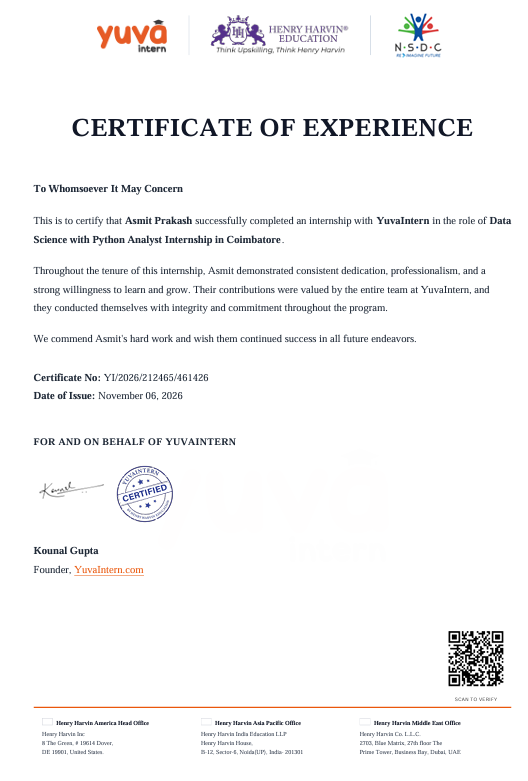 yuva
intern
HENRY HARVIN®
EDUCATION
Think Upskilling, Think Henry Harvin
N·S·D·C
RE IMAGINE FUTURE
CERTIFICATE OF EXPERIENCE
To Whomsoever It May Concern
This is to certify that Asmit Prakash successfully completed an internship with YuvaIntern in the role of Data
Science with Python Analyst Internship in Coimbatore.
Throughout the tenure of this internship, Asmit demonstrated consistent dedication, professionalism, and a
strong willingness to learn and grow. Their contributions were valued by the entire team at YuvaIntern, and
they conducted themselves with integrity and commitment throughout the program.
We commend Asmit's hard work and wish them continued success in all future endeavors.
Certificate No: YI/2026/212465/461426
Date of Issue: November 06, 2026
FOR AND ON BEHALF OF YUVAINTERN
YUVAINTERN
CERTIFIED
Kounal Gupta
Founder, YuvaIntern.com
SCAN TO VERIFY
Henry Harvin America Head Office
Henry Harvin Inc
8 The Green, # 19614 Dover,
DE 19901, United States.
Henry Harvin Asia Pacific Office
Henry Harvin India Education LLP
Henry Harvin House,
B-12, Sector-6, Noida(UP), India- 201301
Henry Harvin Middle East Office
Henry Harvin Co. L.L.C.
2703, Blue Matrix, 27th floor The
Prime Tower, Business Bay, Dubai, UAE